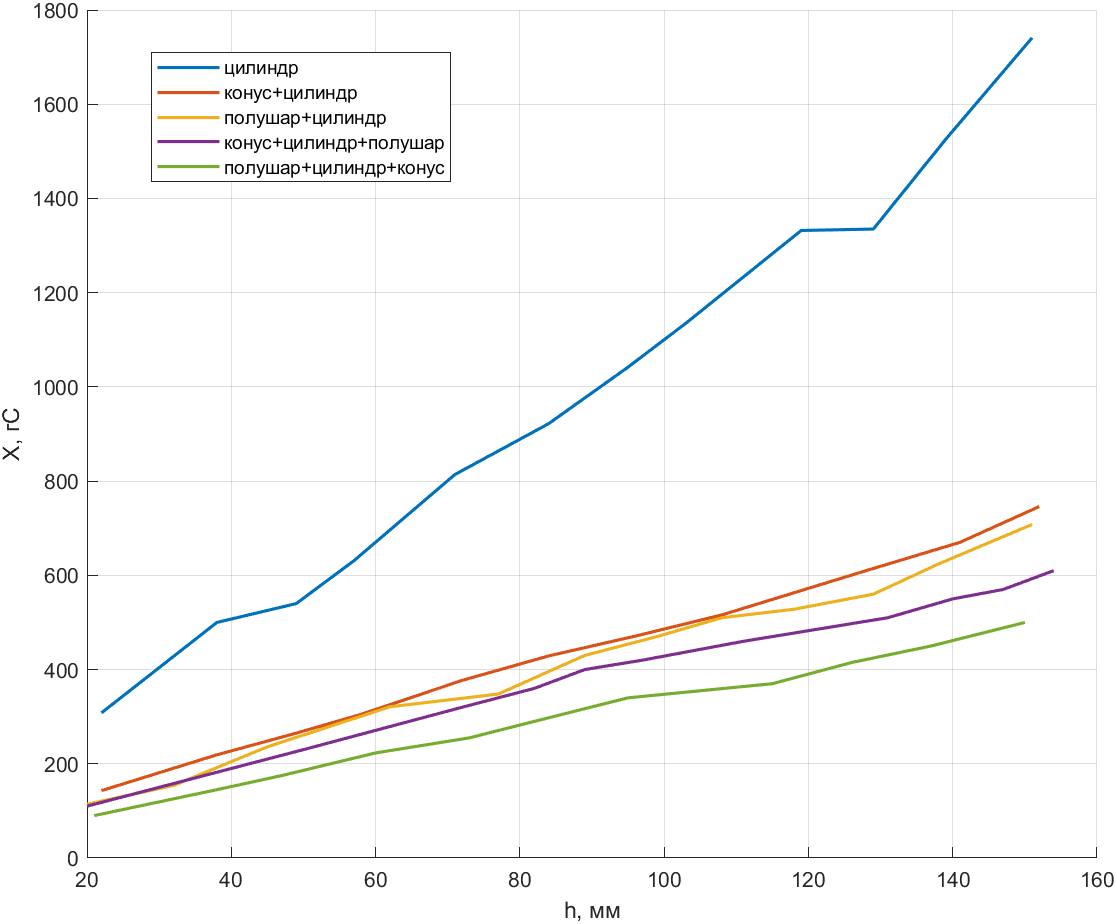 1800
1600
1400
1200
1000
800
600
400
200
0
X, гС
цилиндр
конус+цилиндр
полушар+цилиндр
конус+цилиндр+полушар
полушар+цилиндр+конус
20 40 60 80 100 120 140 160
h, мм